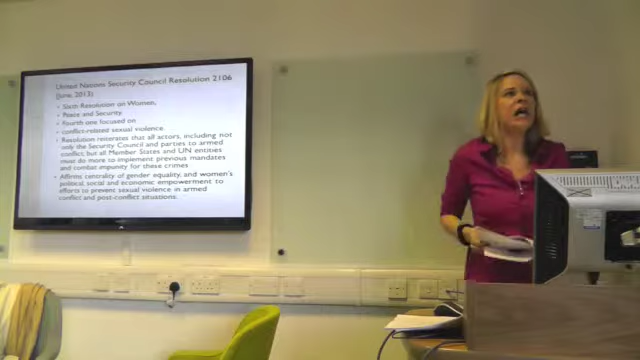 United Nations Security Council Resolution 2106
(June, 2013)
Sixth Resolution on Women,
Peace and Security
Fourth one focused on
conflict-related sexual violence.
Resolution reiterates that all actors, including not
only the Security Council and parties to armed
conflict, but all Member States and UN entities
must do more to implement previous mandates
and combat impunity for these crimes
Affirms centrality of gender equality, and women's
political, social and economic empowerment to
efforts to prevent sexual violence in armed
conflict and post-conflict situations.